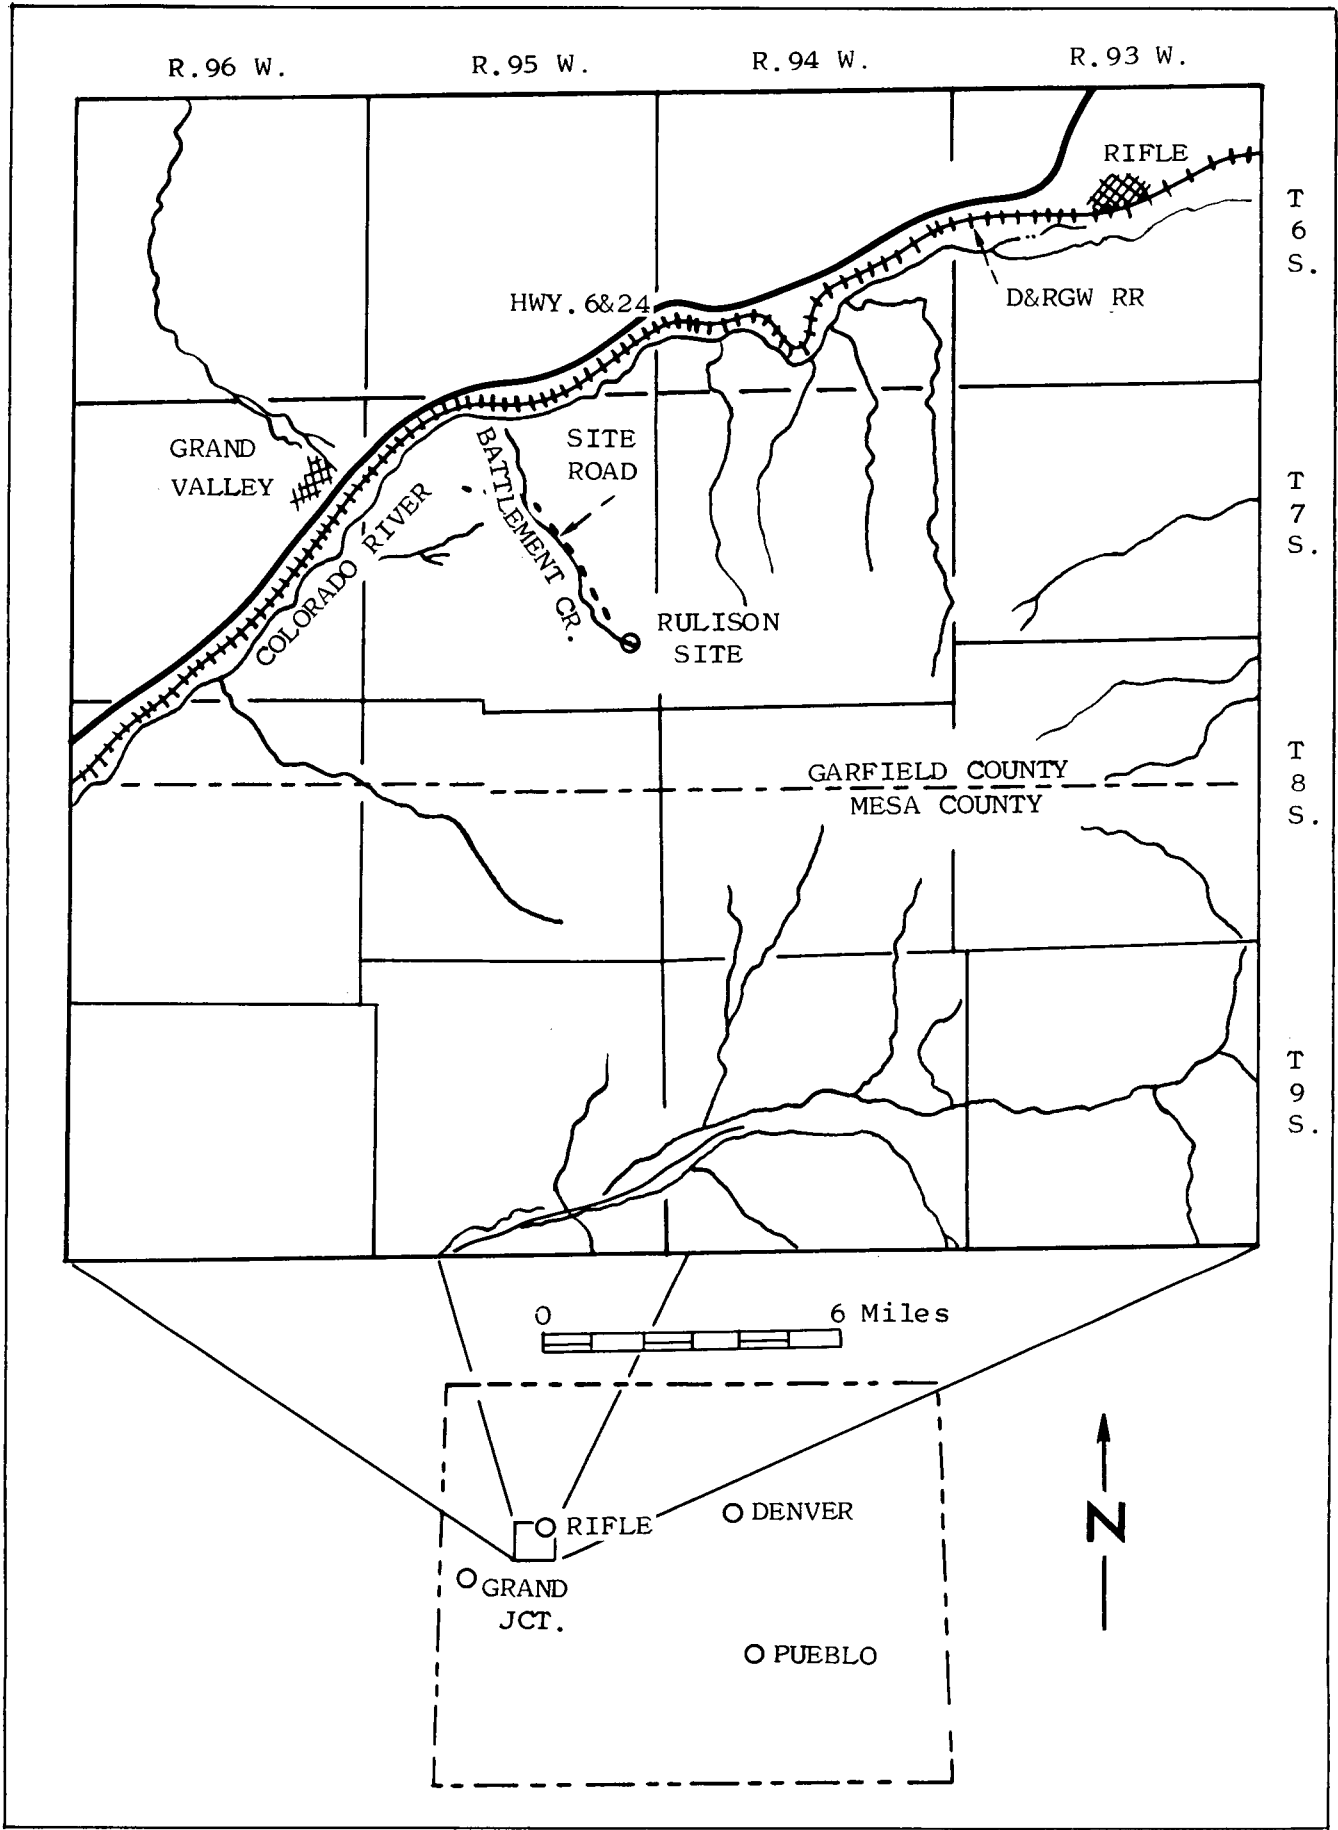 R.96 W.
R.95 W.
R.94 W.
R.93 W.
RIFLE
T
6
S.
HWY. 6&24
D&RGW RR
GRAND
VALLEY
BATTLEMENT CR.
SITE
ROAD
COLORADO RIVER
T
7
S.
RULISON
SITE
GARFIELD COUNTY
MESA COUNTY
T
8
S.
T
9
S.
0
6 Miles
RIFLE
DENVER
GRAND
JCT.
PUEBLO
N